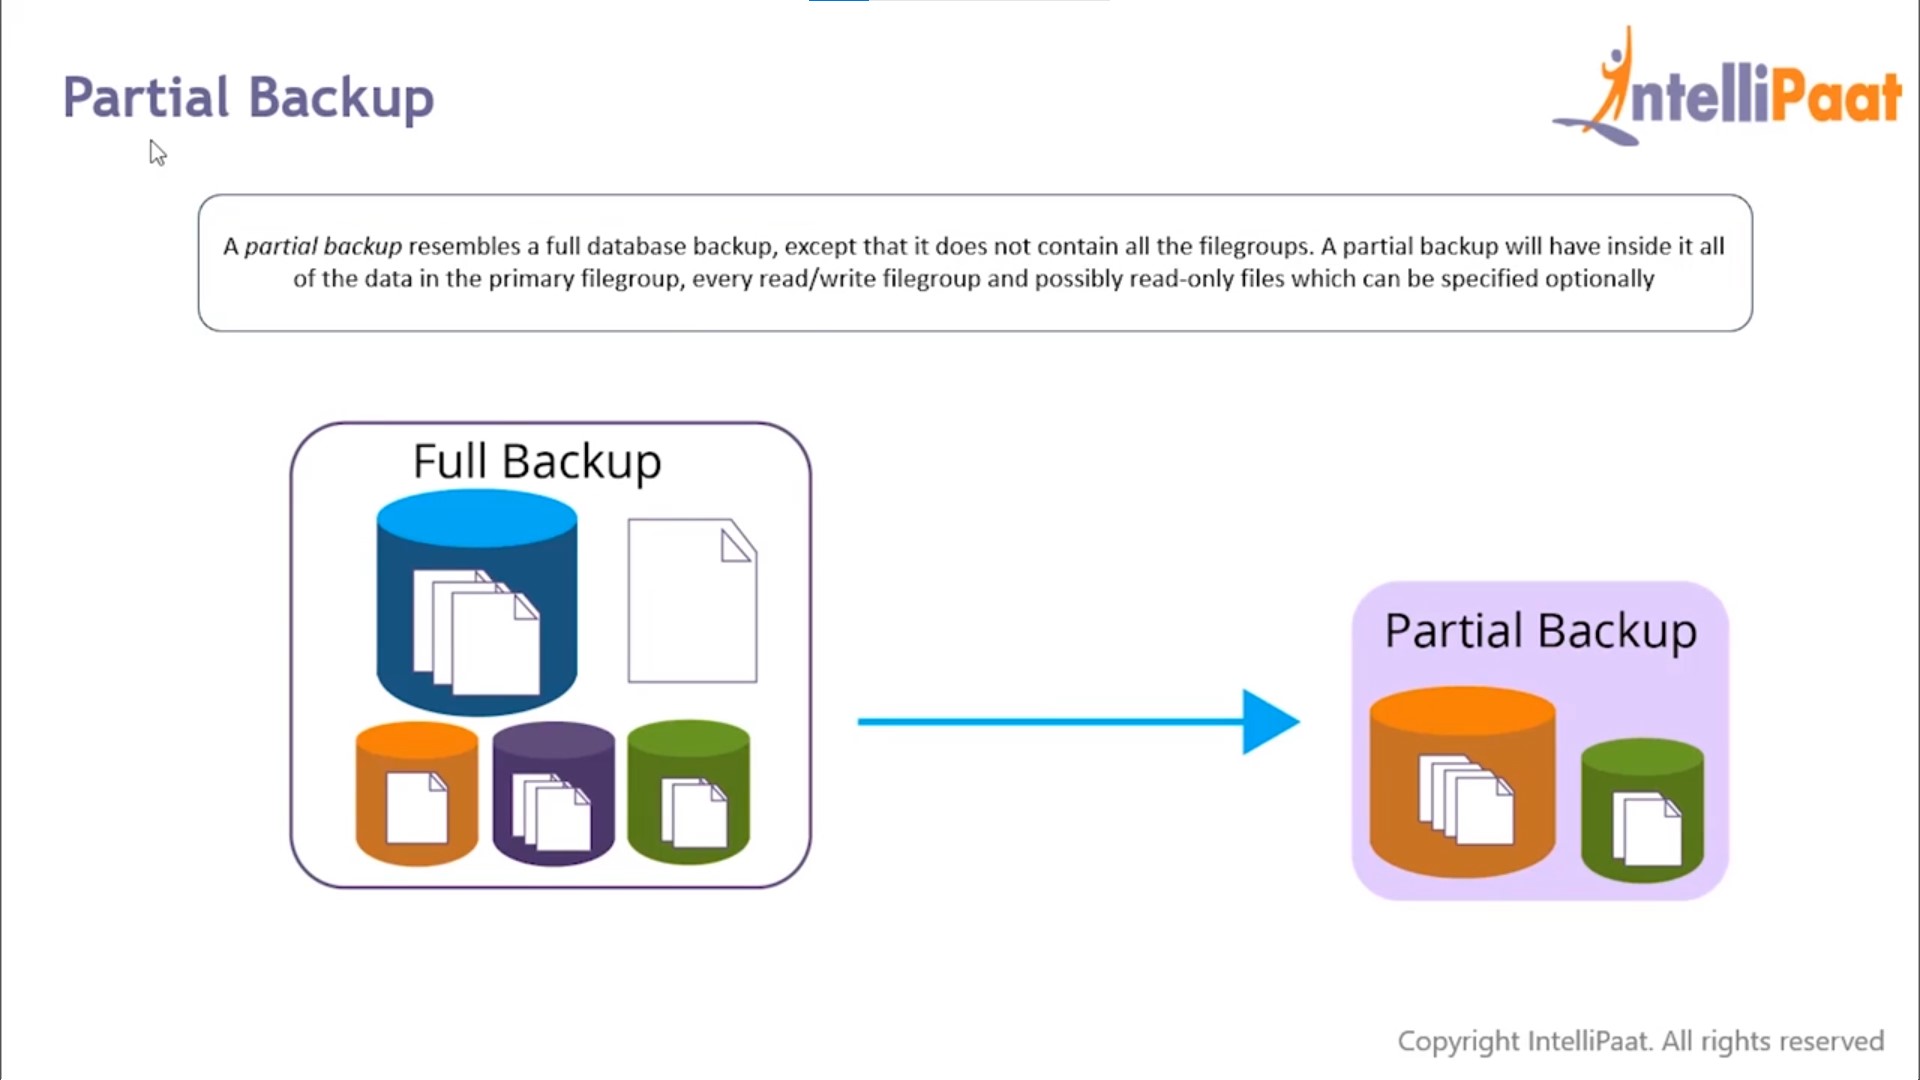 Partial Backup
IntelliPaat
A partial backup resembles a full database backup, except that it does not contain all the filegroups. A partial backup will have inside it all
of the data in the primary filegroup, every read/write filegroup and possibly read-only files which can be specified optionally
Full Backup
Partial Backup
Copyright IntelliPaat. All rights reserved